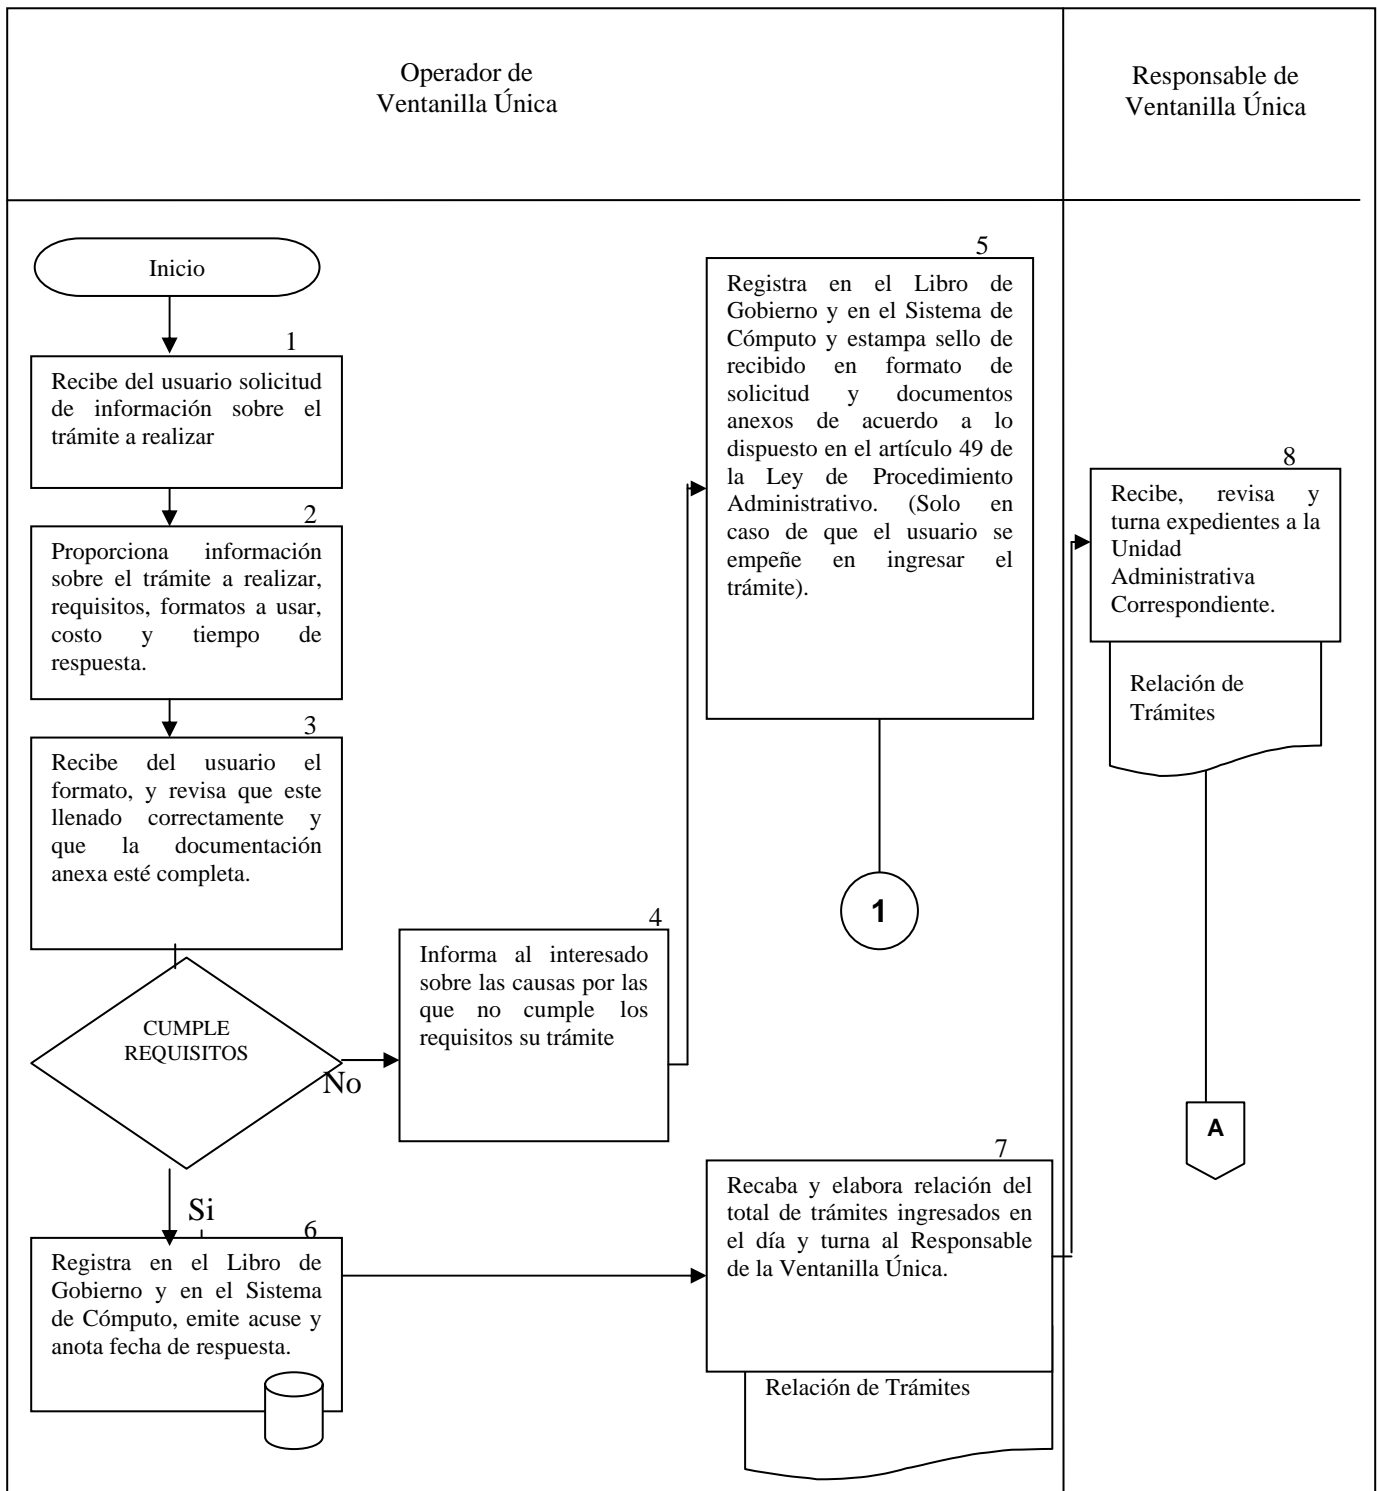 Operador de
Ventanilla Única
Responsable de
Ventanilla Única
Inicio
1
Recibe del usuario solicitud
de información sobre el
trámite a realizar
2
Proporciona información
sobre el trámite a realizar,
requisitos, formatos a usar,
costo y tiempo de
respuesta.
3
Recibe del usuario el
formato, y revisa que este
llenado correctamente y
que la documentación
anexa esté completa.
CUMPLE
REQUISITOS
No
Si
4
Informa al interesado
sobre las causas por las
que no cumple los
requisitos su trámite
5
Registra en el Libro de
Gobierno y en el Sistema de
Cómputo y estampa sello de
recibido en formato de
solicitud y documentos
anexos de acuerdo a lo
dispuesto en el artículo 49 de
la Ley de Procedimiento
Administrativo. (Solo en
caso de que el usuario se
empeñe en ingresar el
trámite).
1
6
Registra en el Libro de
Gobierno y en el Sistema
de Cómputo, emite acuse y
anota fecha de respuesta.
7
Recaba y elabora relación del
total de trámites ingresados en
el día y turna al Responsable
de la Ventanilla Única.
Relación de Trámites
8
Recibe, revisa y
turna expedientes a la
Unidad
Administrativa
Correspondiente.
Relación de
Trámites
A